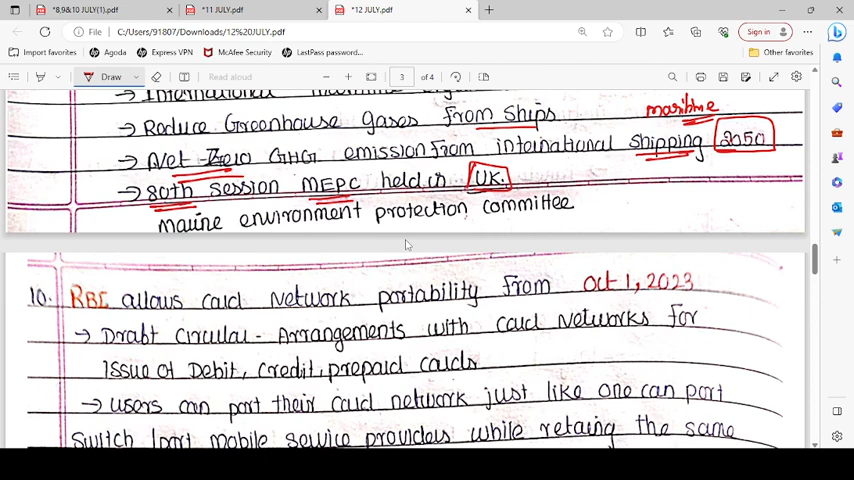 *8,9&10 JULY(1).pdf
*11 JULY.pdf
*12 JULY.pdf
File
C:/Users/91807/Downloads/12%20JULY.pdf
Sign in
Import favorites
Agoda
Express VPN
McAfee Security
LastPass password...
Other favorites
Draw
Read aloud
3 of 4
→ International
→ Reduce Greenhouse gases from ships
maritime
→ Net-Zero GHG emission from international shipping 2050
→ 80th session MEPC held in UK.
marine environment protection committee
10. RBI allows card Network portability from Oct 1, 2023
→ Draft circular - Arrangements with card networks for
Issue of Debit, credit, prepaid cards
→ users can port their card network just like one can port
switch / port mobile service providers while retaing the same